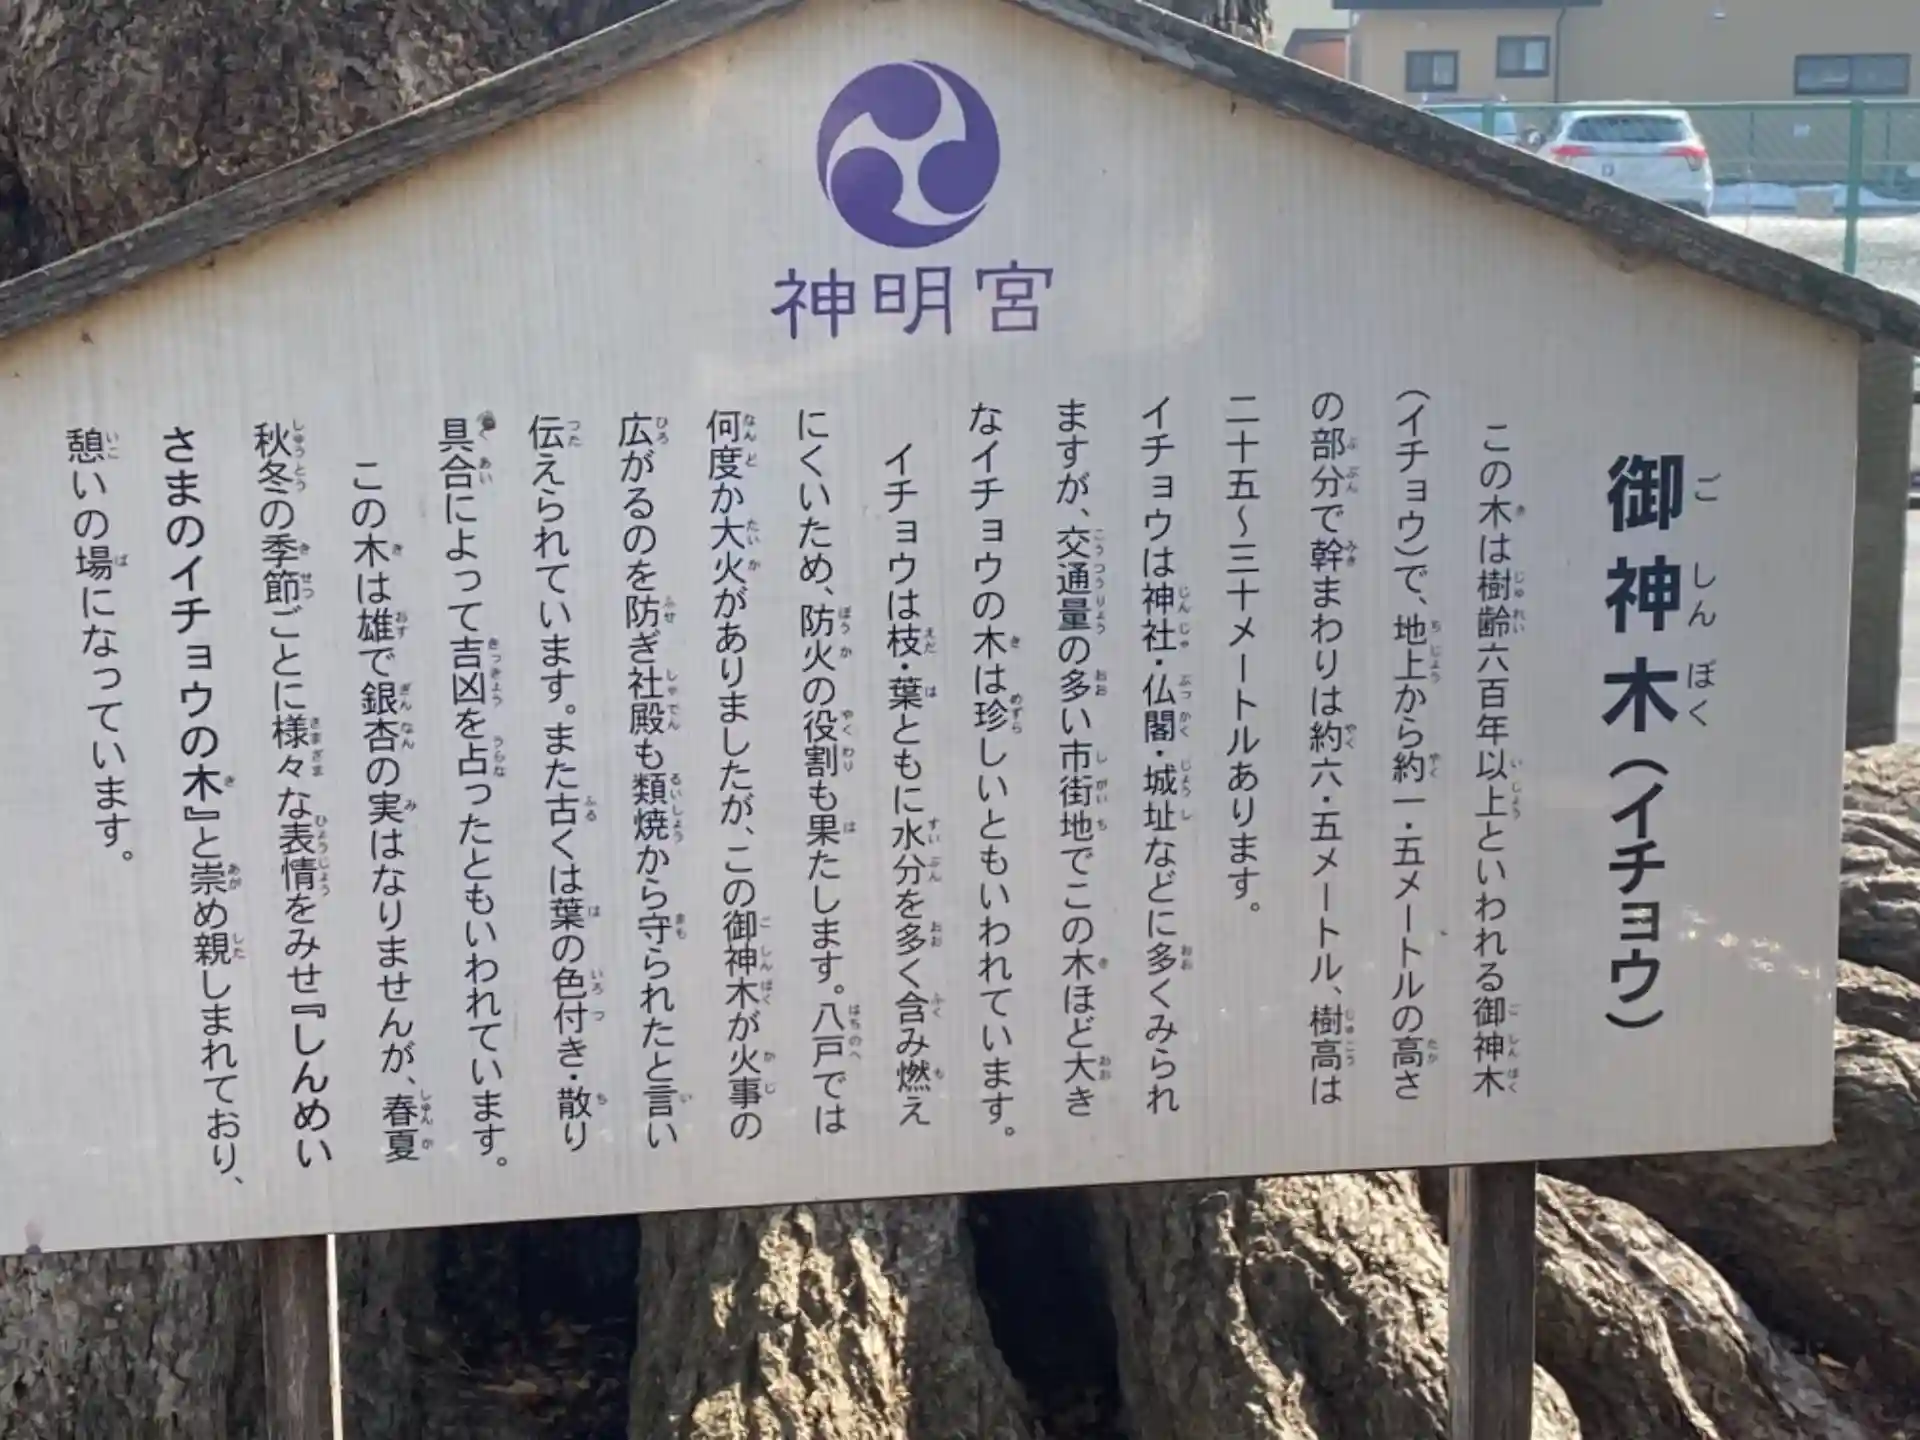 神明宮
御神木(イチョウ)
この木は樹齢六百年以上といわれる御神木
(イチョウ)で、地上から約一・五メートルの高さ
の部分で幹まわりは約六・五メートル、樹高は
二十五～三十メートルあります。
イチョウは神社・仏閣・城址などに多くみられ
ますが、交通量の多い市街地でこの木ほど大き
なイチョウの木は珍しいともいわれています。
イチョウは枝・葉ともに水分を多く含み燃え
にくいため、防火の役割も果たします。八戸では
何度か大火がありましたが、この御神木が火事の
広がるのを防ぎ社殿も類焼から守られたと言い
伝えられています。また古くは葉の色付き・散り
具合によって吉凶を占ったともいわれています。
この木は雄で銀杏の実はなりませんが、春夏
秋冬の季節ごとに様々な表情をみせ『しんめい
さまのイチョウの木』と崇め親しまれており、
憩いの場になっています。